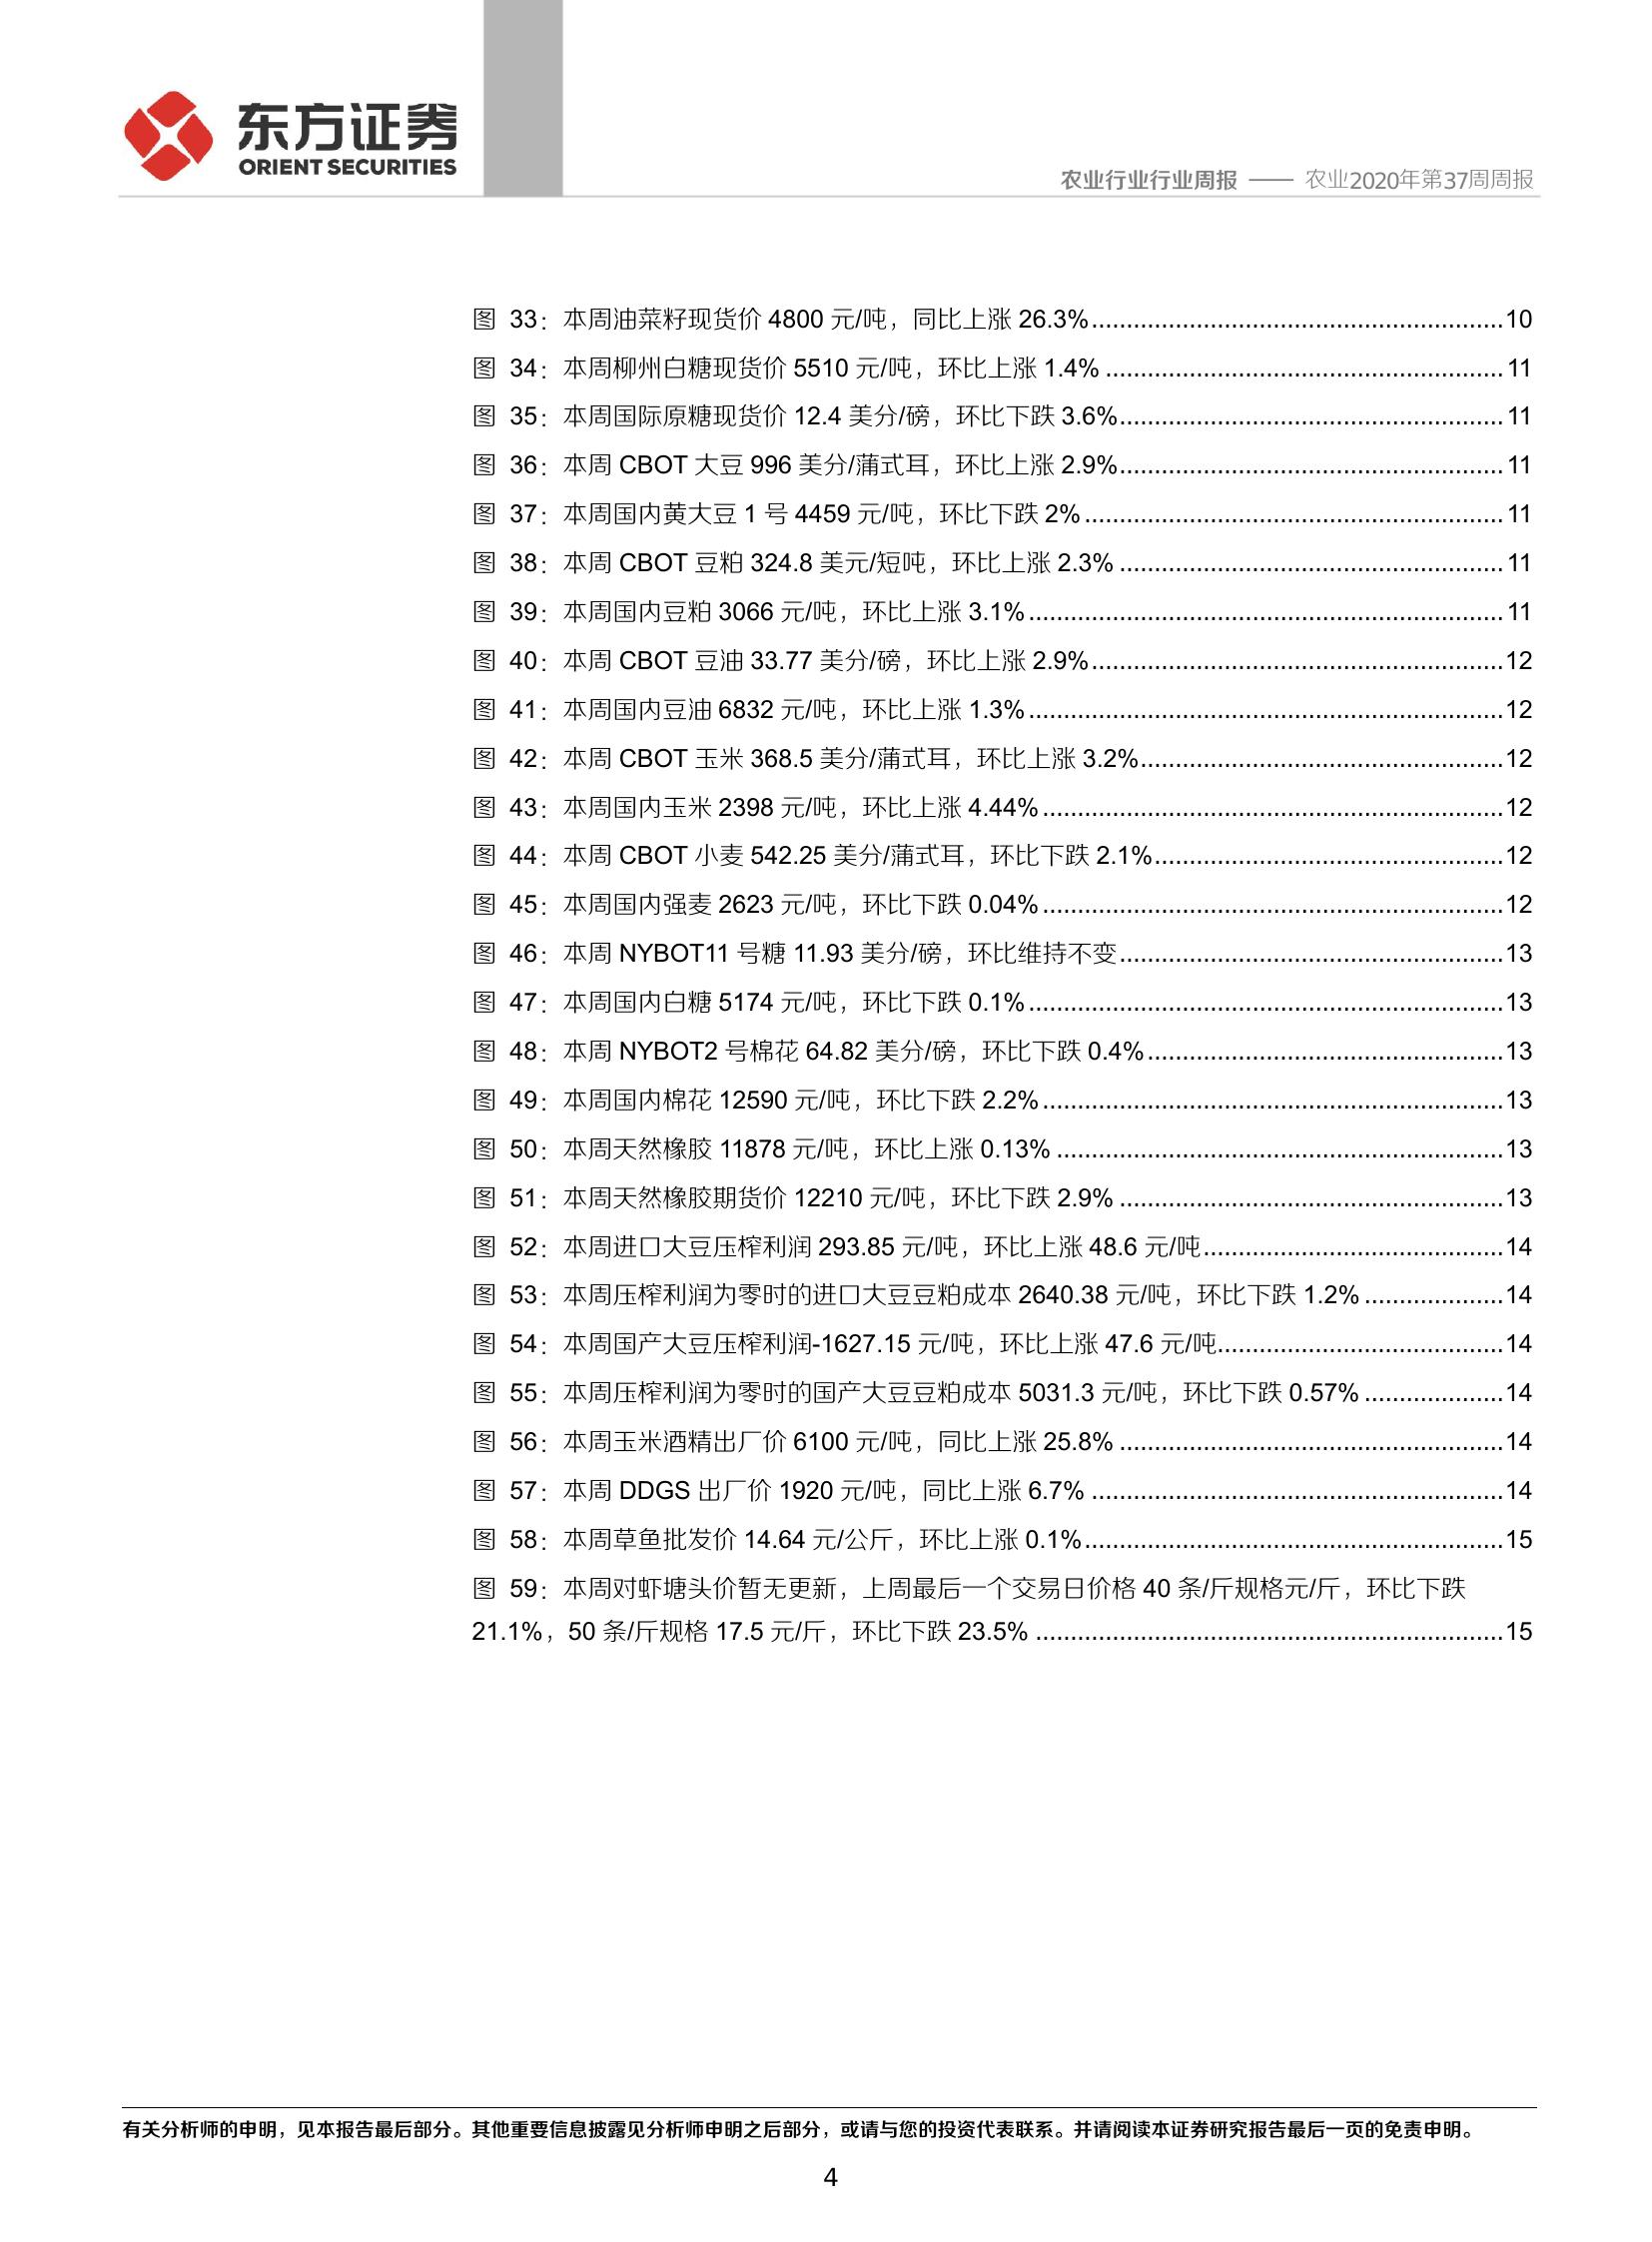 东方证券
ORIENT SECURITIES
农业行业行业周报 —— 农业2020年第37周周报
图 33：本周油菜籽现货价 4800 元/吨，同比上涨 26.3%...........................................................10
图 34：本周柳州白糖现货价 5510 元/吨，环比上涨 1.4% .........................................................11
图 35：本周国际原糖现货价 12.4 美分/磅，环比下跌 3.6%.......................................................11
图 36：本周 CBOT 大豆 996 美分/蒲式耳，环比上涨 2.9%.......................................................11
图 37：本周国内黄大豆 1 号 4459 元/吨，环比下跌 2%............................................................11
图 38：本周 CBOT 豆粕 324.8 美元/短吨，环比上涨 2.3% .......................................................11
图 39：本周国内豆粕 3066 元/吨，环比上涨 3.1%....................................................................11
图 40：本周 CBOT 豆油 33.77 美分/磅，环比上涨 2.9%...........................................................12
图 41：本周国内豆油 6832 元/吨，环比上涨 1.3%....................................................................12
图 42：本周 CBOT 玉米 368.5 美分/蒲式耳，环比上涨 3.2%....................................................12
图 43：本周国内玉米 2398 元/吨，环比上涨 4.44%..................................................................12
图 44：本周 CBOT 小麦 542.25 美分/蒲式耳，环比下跌 2.1%..................................................12
图 45：本周国内强麦 2623 元/吨，环比下跌 0.04%..................................................................12
图 46：本周 NYBOT11 号糖 11.93 美分/磅，环比维持不变.......................................................13
图 47：本周国内白糖 5174 元/吨，环比下跌 0.1%....................................................................13
图 48：本周 NYBOT2 号棉花 64.82 美分/磅，环比下跌 0.4%...................................................13
图 49：本周国内棉花 12590 元/吨，环比下跌 2.2%..................................................................13
图 50：本周天然橡胶 11878 元/吨，环比上涨 0.13% ................................................................13
图 51：本周天然橡胶期货价 12210 元/吨，环比下跌 2.9% .......................................................13
图 52：本周进口大豆压榨利润 293.85 元/吨，环比上涨 48.6 元/吨...........................................14
图 53：本周压榨利润为零时的进口大豆豆粕成本 2640.38 元/吨，环比下跌 1.2% ....................14
图 54：本周国产大豆压榨利润-1627.15 元/吨，环比上涨 47.6 元/吨.........................................14
图 55：本周压榨利润为零时的国产大豆豆粕成本 5031.3 元/吨，环比下跌 0.57% ....................14
图 56：本周玉米酒精出厂价 6100 元/吨，同比上涨 25.8% .......................................................14
图 57：本周 DDGS 出厂价 1920 元/吨，同比上涨 6.7% ...........................................................14
图 58：本周草鱼批发价 14.64 元/公斤，环比上涨 0.1%............................................................15
图 59：本周对虾塘头价暂无更新，上周最后一个交易日价格 40 条/斤规格元/斤，环比下跌
21.1%，50 条/斤规格 17.5 元/斤，环比下跌 23.5% ...................................................................15
有关分析师的申明，见本报告最后部分。其他重要信息披露见分析师申明之后部分，或请与您的投资代表联系。并请阅读本证券研究报告最后一页的免责申明。
4